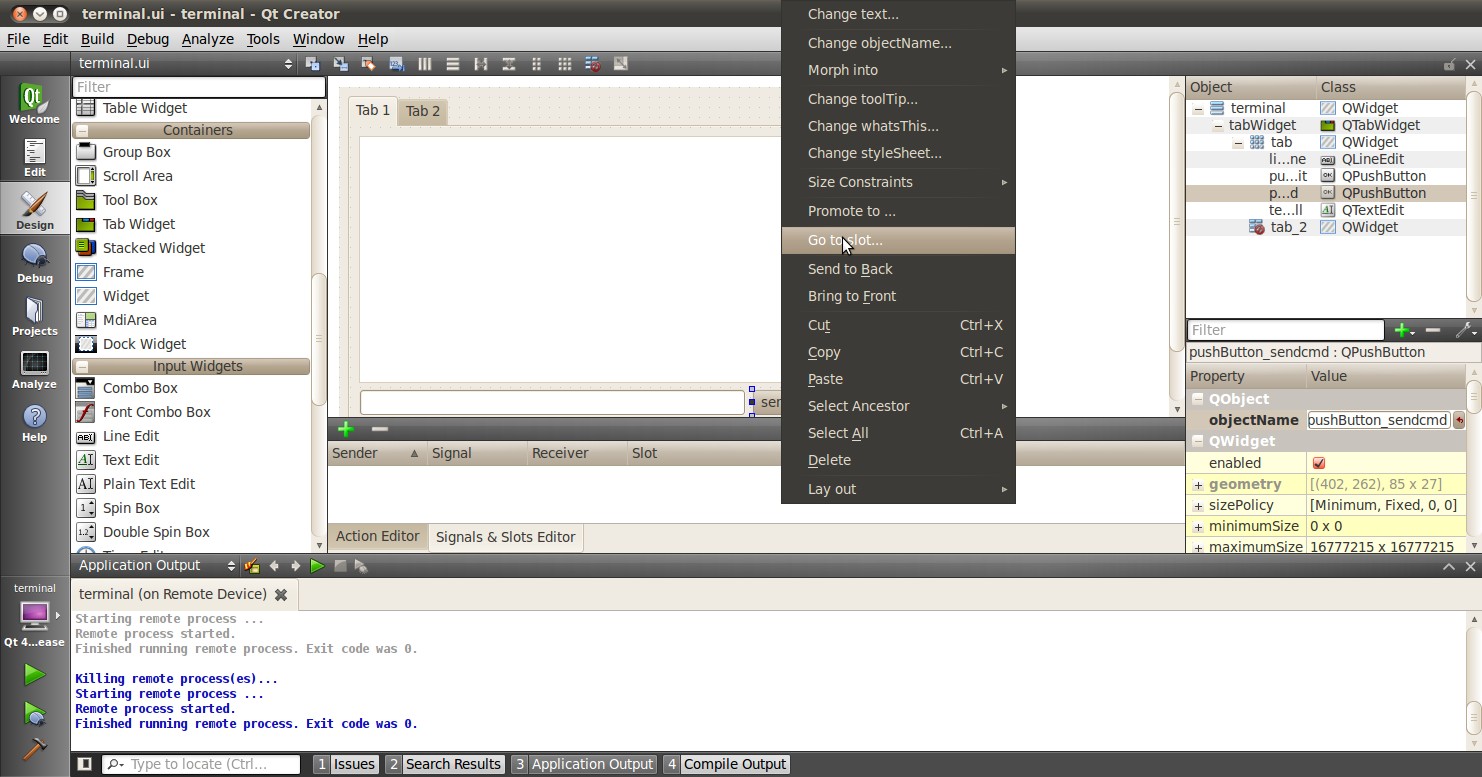 terminal.ui - terminal - Qt Creator
File Edit Build Debug Analyze Tools Window Help
terminal.ui
Welcome
Edit
Design
Debug
Projects
Analyze
Help
terminal
Qt 4...ease
Filter
Table Widget
Containers
Group Box
Scroll Area
Tool Box
Tab Widget
Stacked Widget
Frame
Widget
MdiArea
Dock Widget
Input Widgets
Combo Box
Font Combo Box
Line Edit
Text Edit
Plain Text Edit
Spin Box
Double Spin Box
Tab 1 Tab 2
Change text...
Change objectName...
Morph into
Change toolTip...
Change whatsThis...
Change styleSheet...
Size Constraints
Promote to ...
Go to slot...
Send to Back
Bring to Front
Cut Ctrl+X
Copy Ctrl+C
Paste Ctrl+V
Select Ancestor
Select All Ctrl+A
Delete
Lay out
Sender Signal Receiver Slot
Action Editor Signals & Slots Editor
Object Class
terminal QWidget
tabWidget QTabWidget
tab QWidget
li...ne QLineEdit
pu...it QPushButton
p...d QPushButton
te...ll QTextEdit
tab_2 QWidget
Filter
pushButton_sendcmd : QPushButton
Property Value
QObject
objectName pushButton_sendcmd
QWidget
enabled
geometry [(402, 262), 85 x 27]
sizePolicy [Minimum, Fixed, 0, 0]
minimumSize 0 x 0
maximumSize 16777215 x 16777215
Application Output
terminal (on Remote Device)
Starting remote process ...
Remote process started.
Finished running remote process. Exit code was 0.
Killing remote process(es)...
Starting remote process ...
Remote process started.
Finished running remote process. Exit code was 0.
Type to locate (Ctrl...
1 Issues 2 Search Results 3 Application Output 4 Compile Output